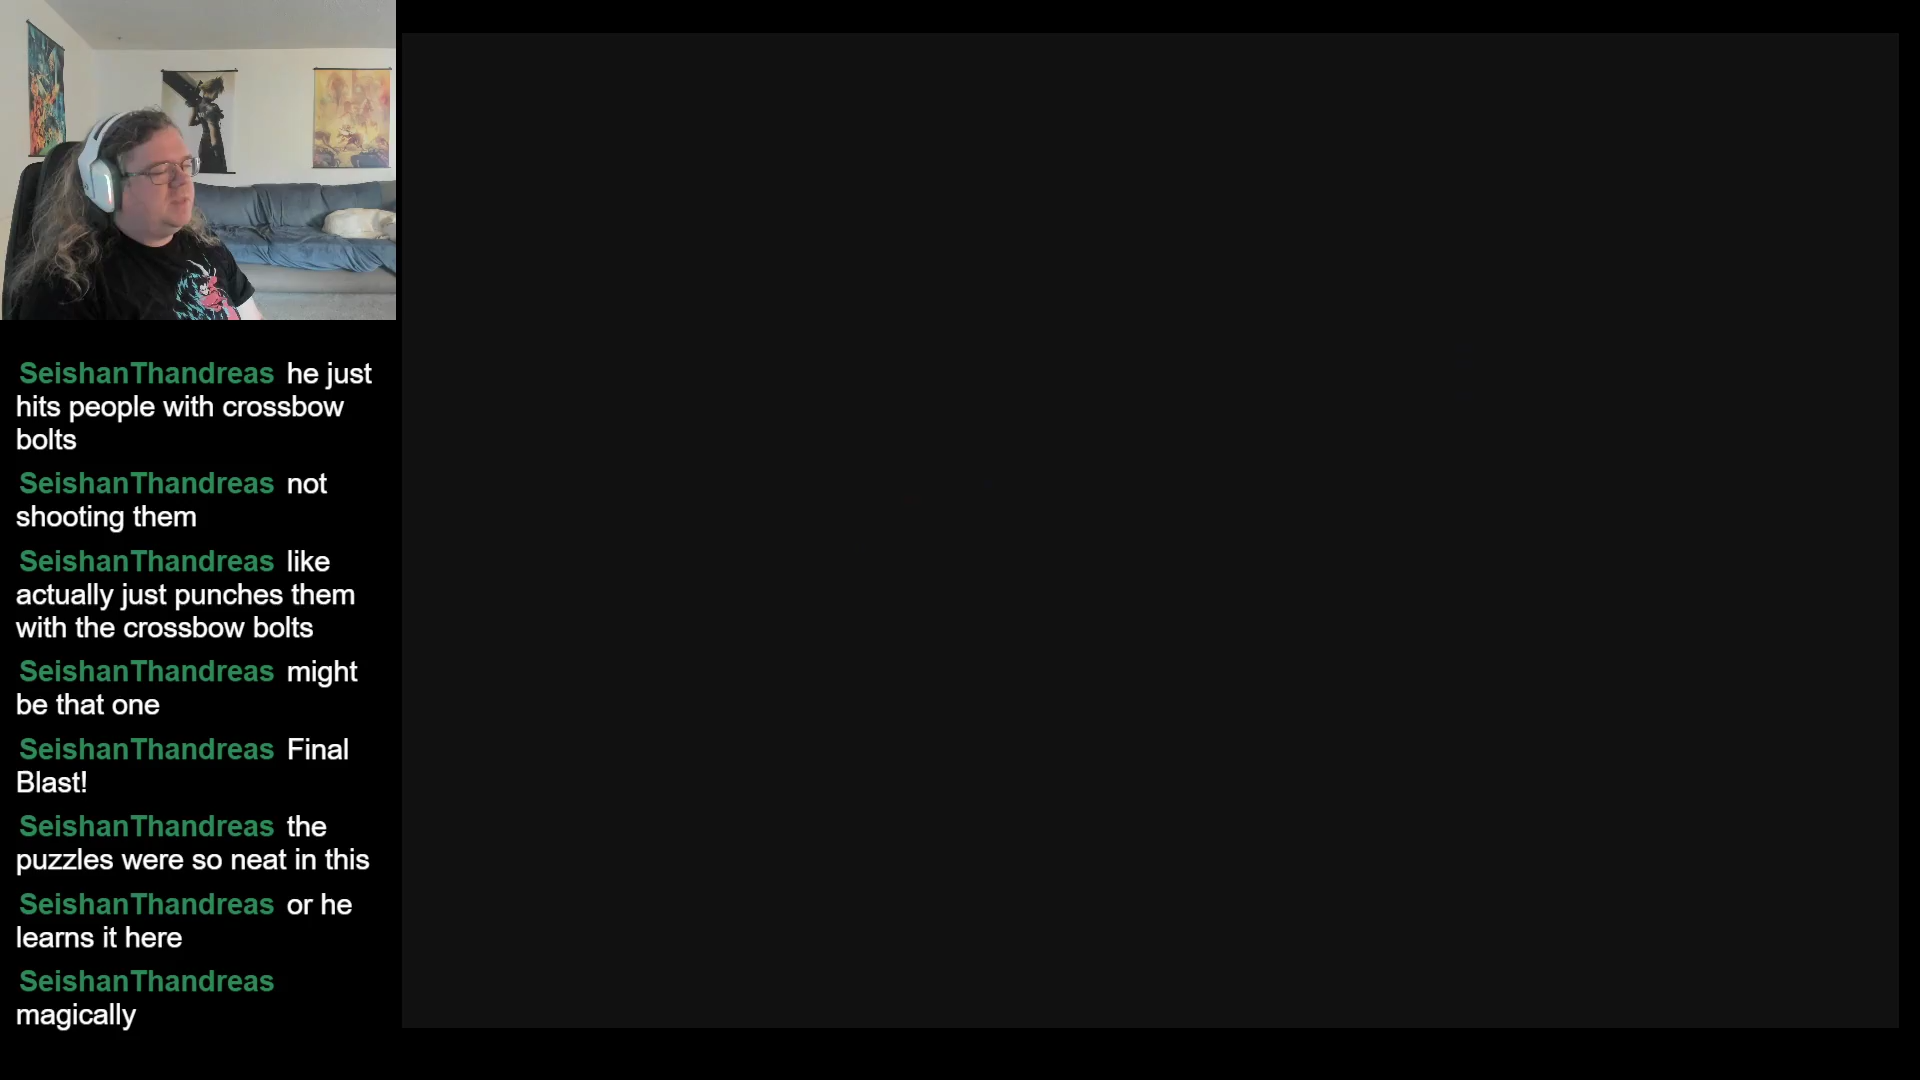 SeishanThandreas he just
hits people with crossbow
bolts
SeishanThandreas not
shooting them
SeishanThandreas like
actually just punches them
with the crossbow bolts
SeishanThandreas might
be that one
SeishanThandreas Final
Blast!
SeishanThandreas the
puzzles were so neat in this
SeishanThandreas or he
learns it here
SeishanThandreas
magically